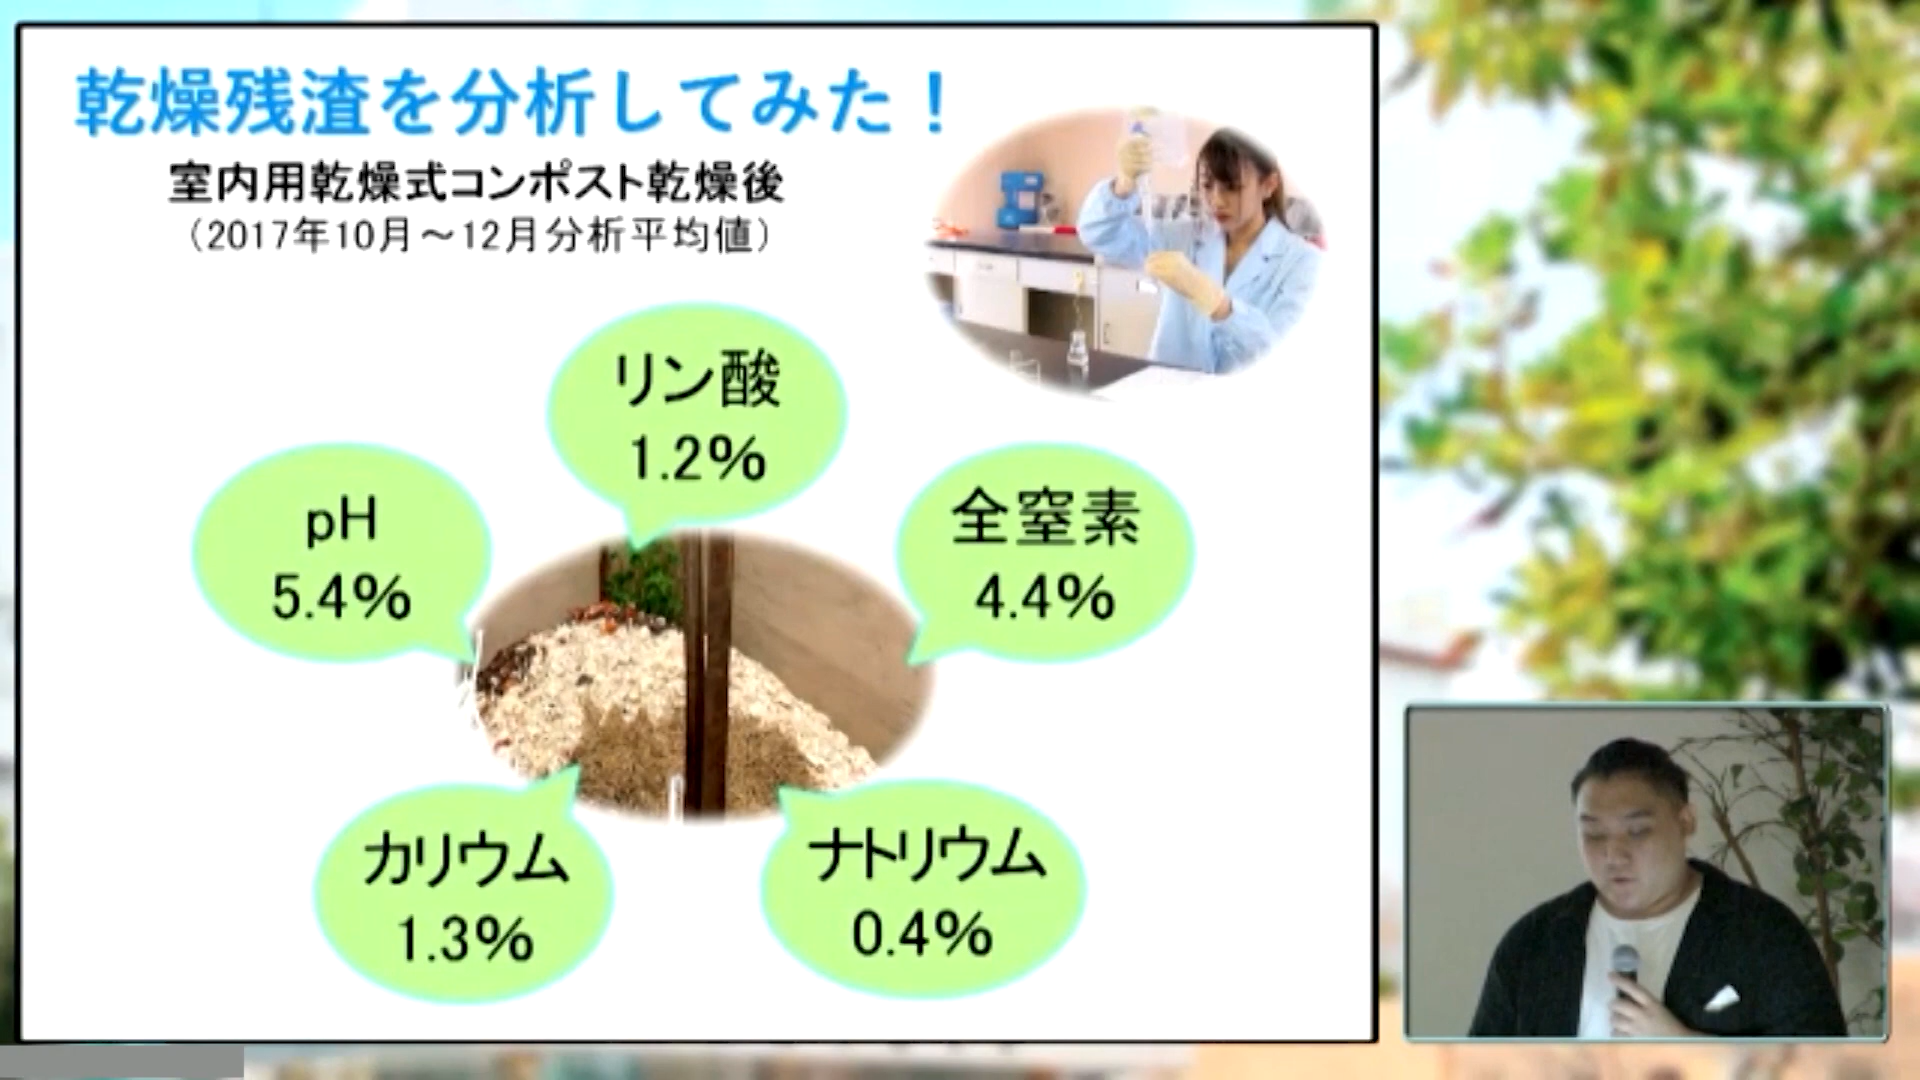 乾燥残渣を分析してみた！
室内用乾燥式コンポスト乾燥後
（2017年10月～12月分析平均値）
リン酸
1.2%
pH
5.4%
全窒素
4.4%
カリウム
1.3%
ナトリウム
0.4%